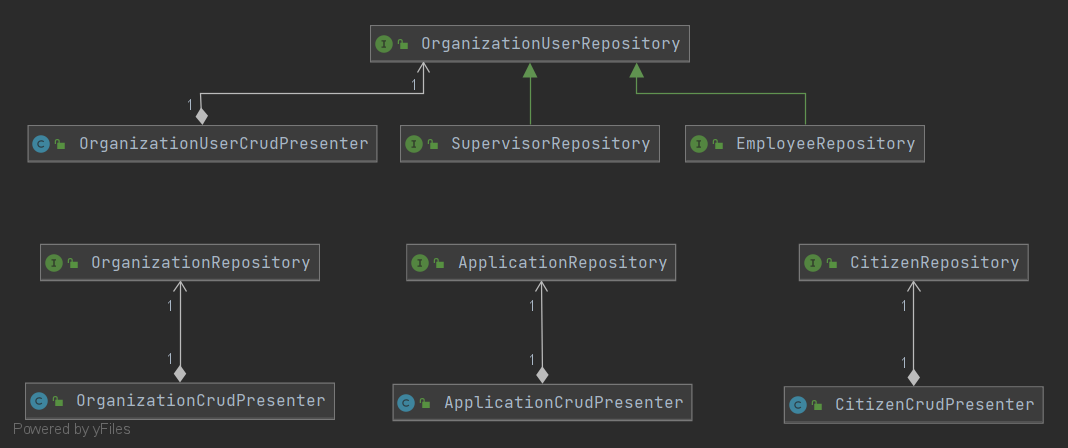 I OrganizationUserRepository
1
1
C OrganizationUserCrudPresenter
I SupervisorRepository
I EmployeeRepository
I OrganizationRepository
I ApplicationRepository
I CitizenRepository
1
1
1
1
1
1
C OrganizationCrudPresenter
C ApplicationCrudPresenter
C CitizenCrudPresenter
Powered by yFiles